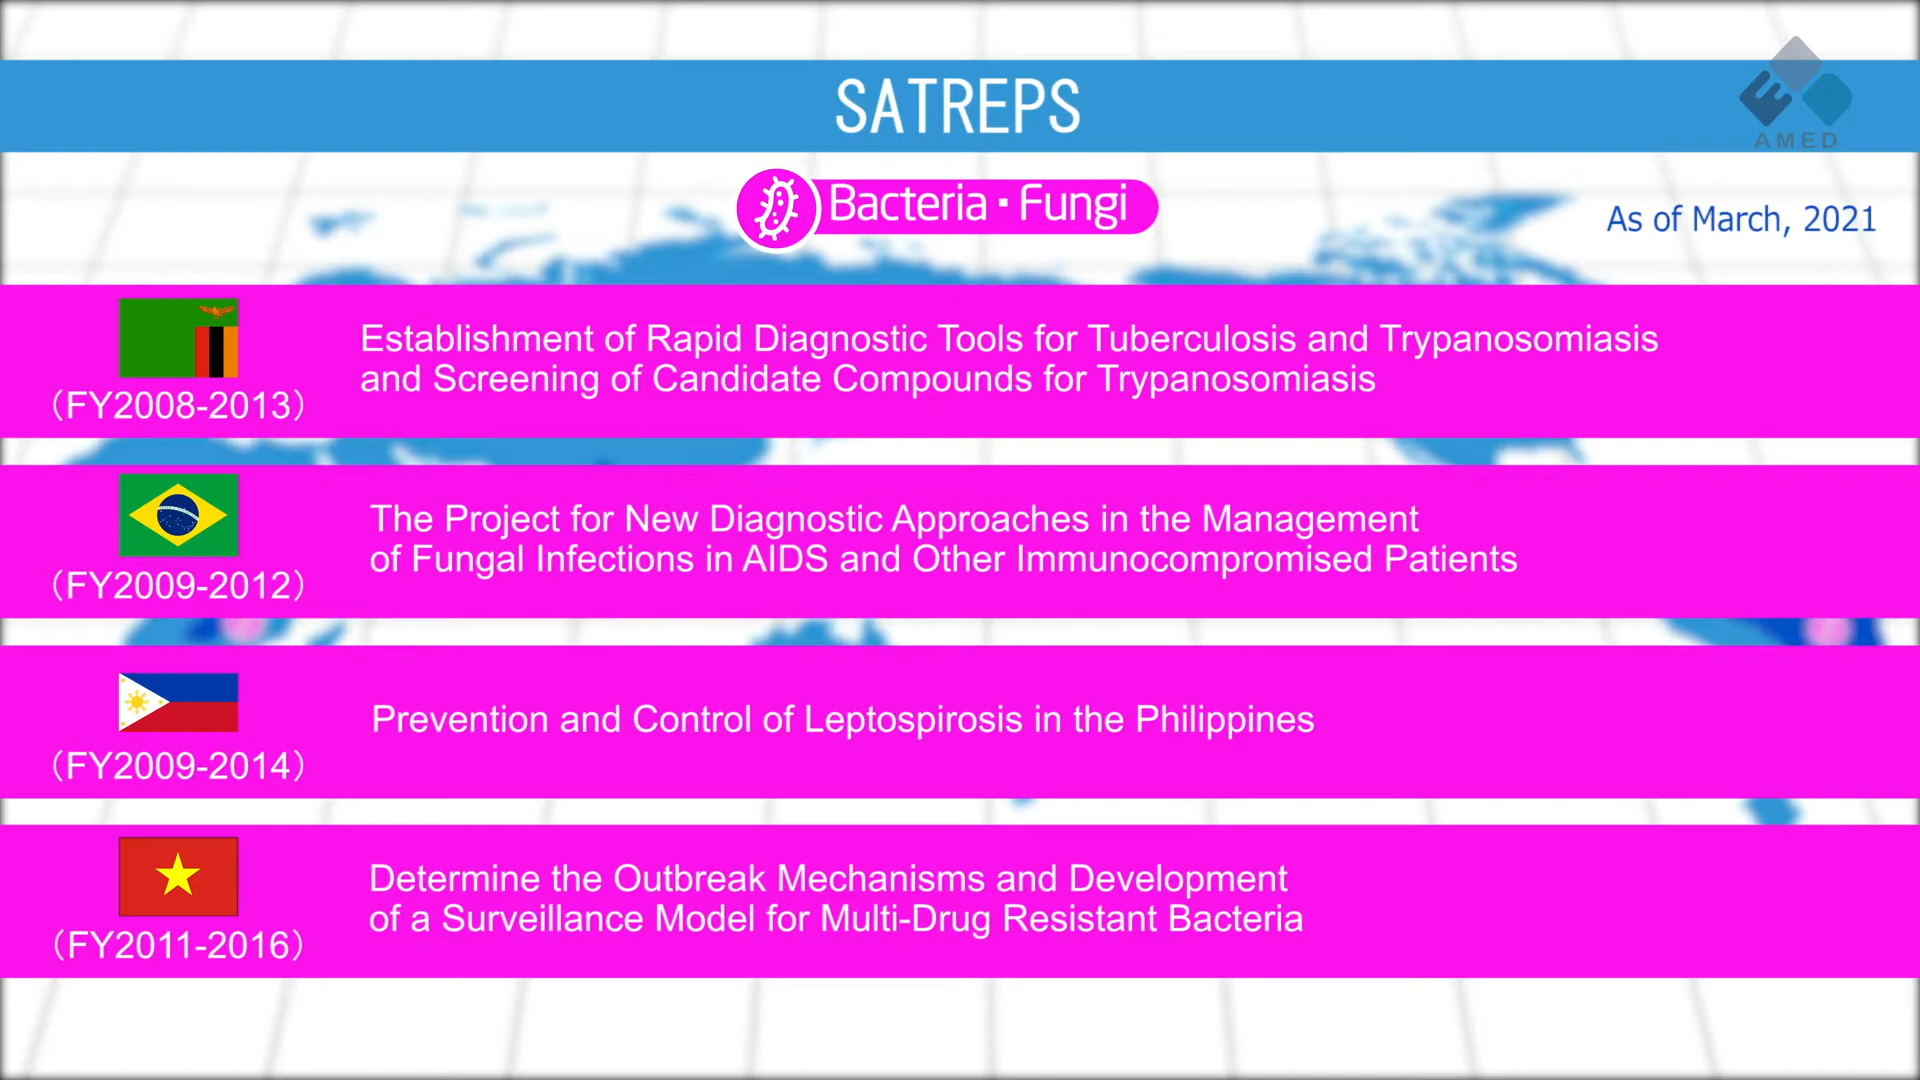 SATREPS
AMED
Bacteria・Fungi
As of March, 2021
Establishment of Rapid Diagnostic Tools for Tuberculosis and Trypanosomiasis
and Screening of Candidate Compounds for Trypanosomiasis
（FY2008-2013）
The Project for New Diagnostic Approaches in the Management
of Fungal Infections in AIDS and Other Immunocompromised Patients
（FY2009-2012）
Prevention and Control of Leptospirosis in the Philippines
（FY2009-2014）
Determine the Outbreak Mechanisms and Development
of a Surveillance Model for Multi-Drug Resistant Bacteria
（FY2011-2016）